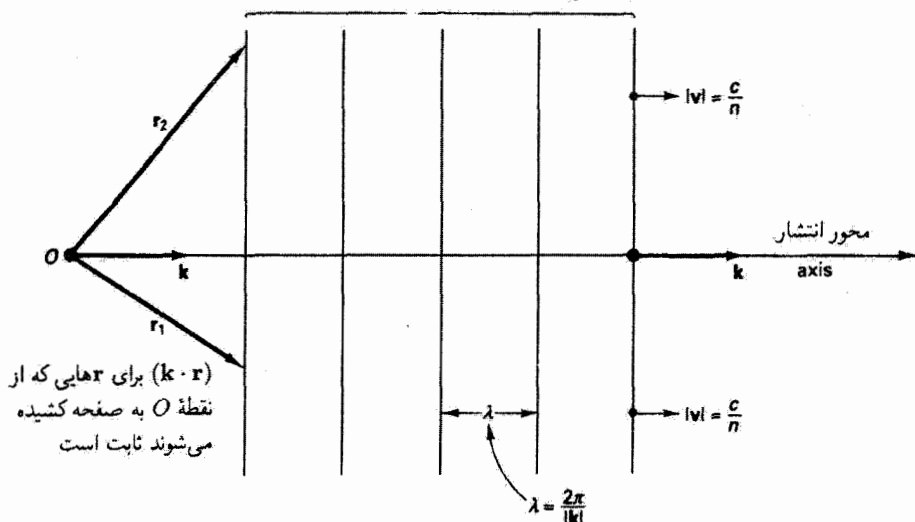 |v| = c/n
r₂
محور انتشار
O
k
k
axis
r₁
(k · r) برای rهایی که از
نقطهٔ O به صفحه کشیده
می‌شوند ثابت است
λ
|v| = c/n
λ = 2π/|k|